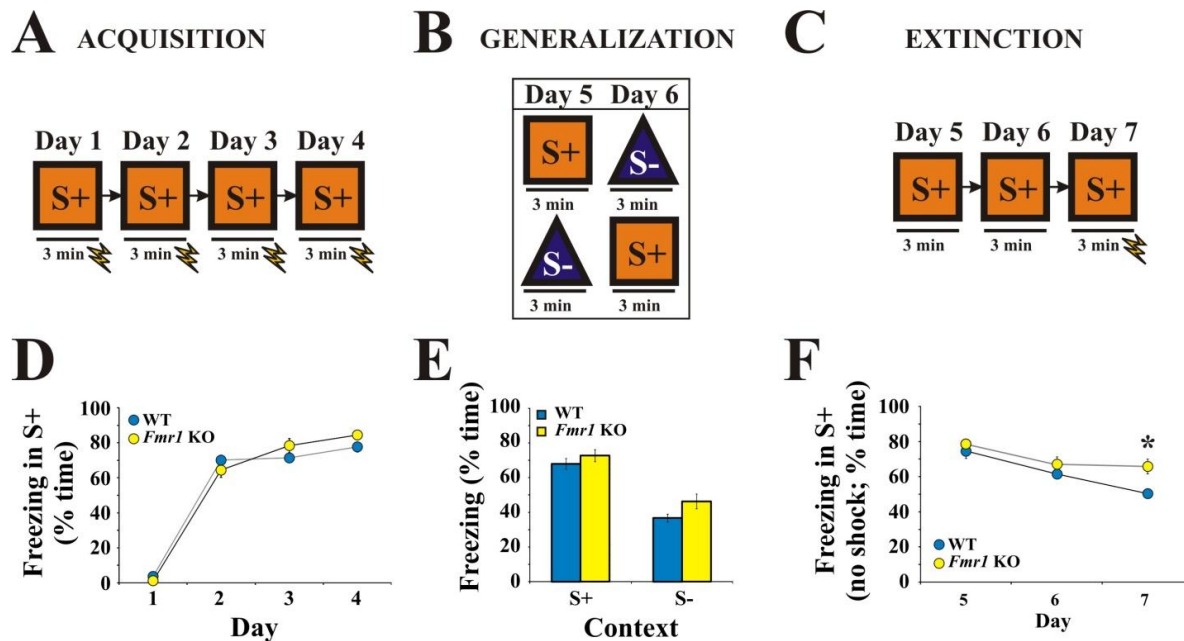 A ACQUISITION
Day 1 Day 2 Day 3 Day 4
S+ S+ S+ S+
3 min 3 min 3 min 3 min
B GENERALIZATION
Day 5 Day 6
S+ S-
3 min 3 min
S- S+
3 min 3 min
C EXTINCTION
Day 5 Day 6 Day 7
S+ S+ S+
3 min 3 min 3 min
D
Freezing in S+
(% time)
100
80
60
40
20
0
WT
Fmr1 KO
1 2 3 4
Day
E
Freezing (% time)
100
80
60
40
20
0
WT
Fmr1 KO
S+ S-
Context
F
Freezing in S+
(no shock; % time)
100
80
60
40
20
0
*
WT
Fmr1 KO
5 6 7
Day